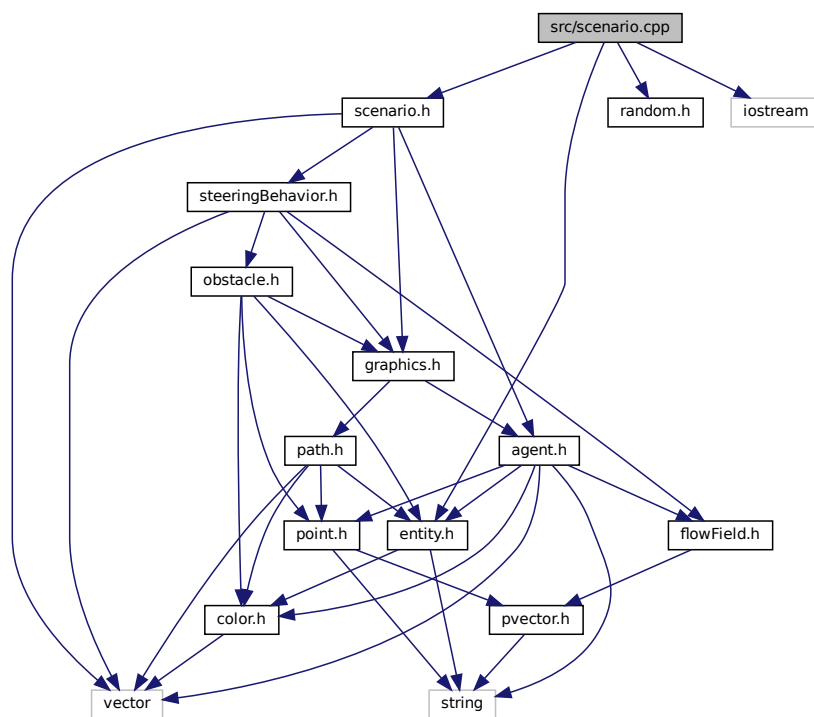 src/scenario.cpp
scenario.h
random.h
iostream
steeringBehavior.h
obstacle.h
graphics.h
path.h
agent.h
point.h
entity.h
flowField.h
color.h
pvector.h
vector
string